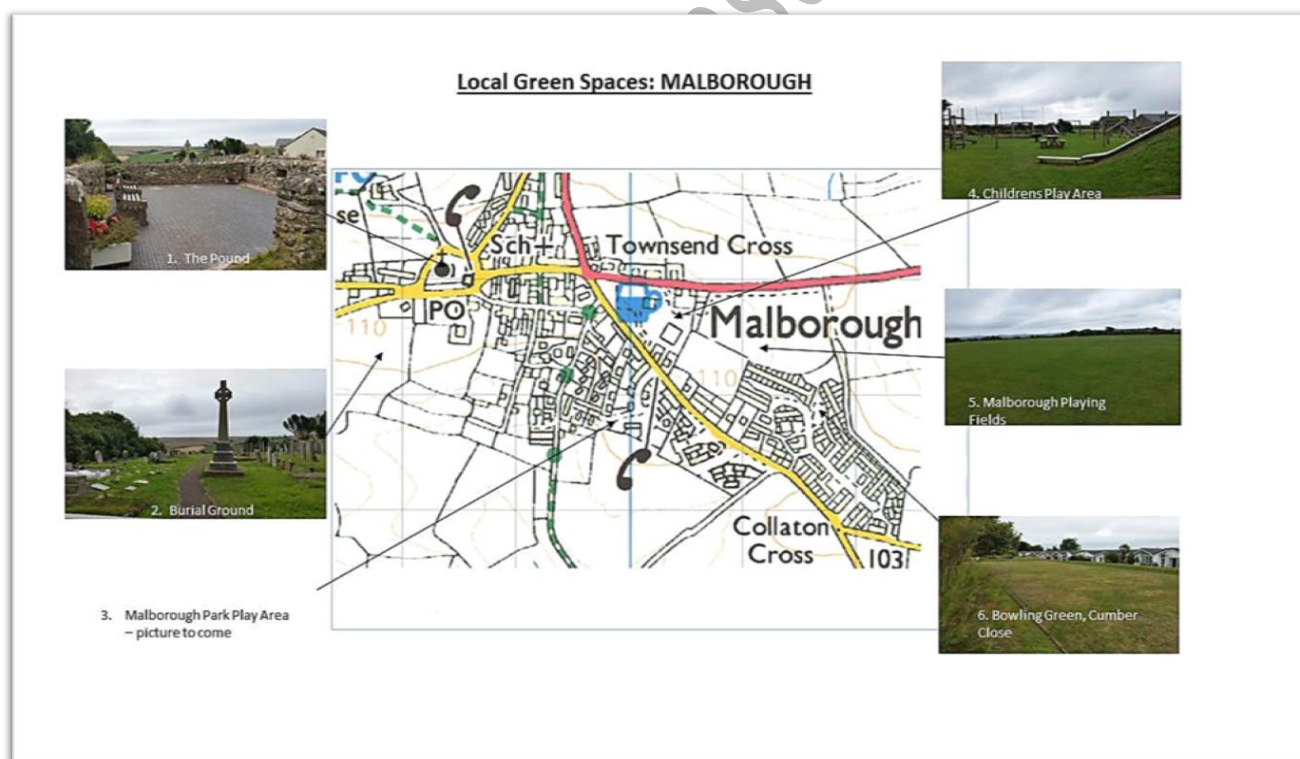 Local Green Spaces: MALBOROUGH
1. The Pound
2. Burial Ground
3. Malborough Park Play Area
– picture to come
4. Childrens Play Area
5. Malborough Playing
Fields
6. Bowling Green, Cumber
Close
se
Sch
Townsend Cross
PO
110
Malborough
110
Collaton
Cross
103